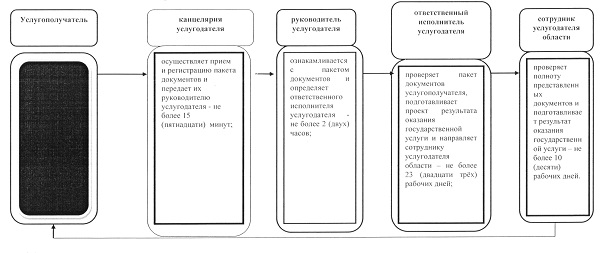 Услугополучатель
канцелярия
услугодателя
руководитель
услугодателя
ответственный
исполнитель
услугодателя
сотрудник
услугодателя
области
осуществляет прием
и регистрацию пакета
документов и
передает их
руководителю
услугодателя - не
более 15
(пятнадцати) минут;
ознакамливается
с пакетом
документов и
определяет
ответственного
исполнителя
услугодателя -
не более 2 (двух)
часов;
проверяет пакет
документов
услугополучателя,
подготавливает
проект результата
оказания
государственной
услуги и направляет
сотруднику
услугодателя
области – не более
23 (двадцати трёх)
рабочих дней;
проверяет
полноту
представлен
ных
документов и
подготавливае
т результат
оказания
государственн
ой услуги – не
более 10
(десяти)
рабочих дней.